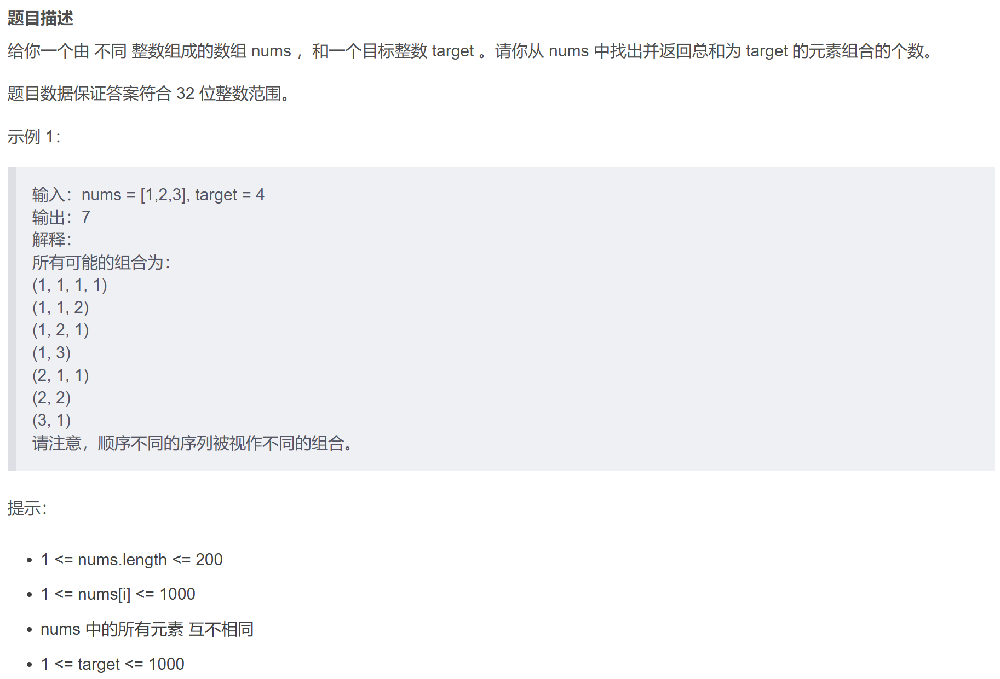 题目描述
给你一个由 不同 整数组成的数组 nums ，和一个目标整数 target 。请你从 nums 中找出并返回总和为 target 的元素组合的个数。
题目数据保证答案符合 32 位整数范围。
示例 1：
输入：nums = [1,2,3], target = 4
输出：7
解释：
所有可能的组合为：
(1, 1, 1, 1)
(1, 1, 2)
(1, 2, 1)
(1, 3)
(2, 1, 1)
(2, 2)
(3, 1)
请注意，顺序不同的序列被视作不同的组合。
提示：
• 1 <= nums.length <= 200
• 1 <= nums[i] <= 1000
• nums 中的所有元素 互不相同
• 1 <= target <= 1000